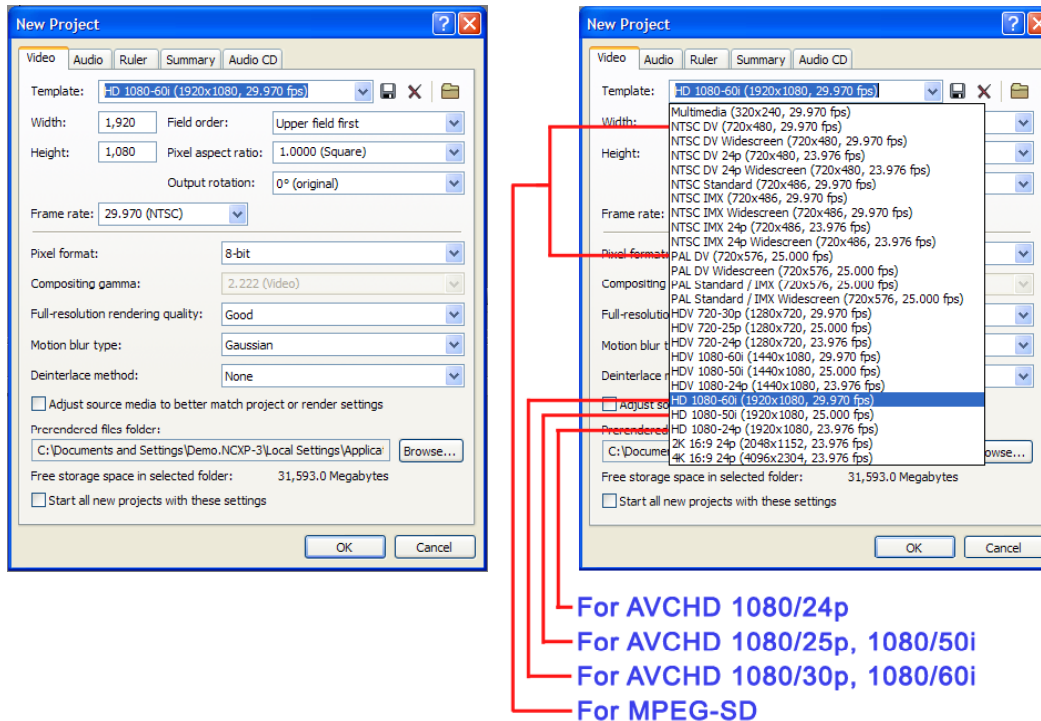 New Project
Video Audio Ruler Summary Audio CD
Template: HD 1080-60i (1920x1080, 29.970 fps)
Width: 1,920 Field order: Upper field first
Height: 1,080 Pixel aspect ratio: 1.0000 (Square)
Output rotation: 0° (original)
Frame rate: 29.970 (NTSC)
Pixel format: 8-bit
Compositing gamma: 2.222 (Video)
Full-resolution rendering quality: Good
Motion blur type: Gaussian
Deinterlace method: None
Adjust source media to better match project or render settings
Prerendered files folder:
C:\Documents and Settings\Demo.NCXP-3\Local Settings\Applica Browse...
Free storage space in selected folder: 31,593.0 Megabytes
Start all new projects with these settings
OK Cancel
New Project
Video Audio Ruler Summary Audio CD
Template: HD 1080-60i (1920x1080, 29.970 fps)
Width:
Height:
Frame rate:
Pixel format:
Compositing
Full-resolutio
Motion blur t
Deinterlace
Adjust so
Prerendered
Multimedia (320x240, 29.970 fps)
NTSC DV (720x480, 29.970 fps)
NTSC DV Widescreen (720x480, 29.970 fps)
NTSC DV 24p (720x480, 23.976 fps)
NTSC DV 24p Widescreen (720x480, 23.976 fps)
NTSC Standard (720x486, 29.970 fps)
NTSC IMX (720x486, 29.970 fps)
NTSC IMX Widescreen (720x486, 29.970 fps)
NTSC IMX 24p (720x486, 23.976 fps)
NTSC IMX 24p Widescreen (720x486, 23.976 fps)
PAL DV (720x576, 25.000 fps)
PAL DV Widescreen (720x576, 25.000 fps)
PAL Standard / IMX (720x576, 25.000 fps)
PAL Standard / IMX Widescreen (720x576, 25.000 fps)
HDV 720-30p (1280x720, 29.970 fps)
HDV 720-25p (1280x720, 25.000 fps)
HDV 720-24p (1280x720, 23.976 fps)
HDV 1080-60i (1440x1080, 29.970 fps)
HDV 1080-50i (1440x1080, 25.000 fps)
HDV 1080-24p (1440x1080, 23.976 fps)
HD 1080-60i (1920x1080, 29.970 fps)
HD 1080-50i (1920x1080, 25.000 fps)
HD 1080-24p (1920x1080, 23.976 fps)
2K 16:9 24p (2048x1152, 23.976 fps)
4K 16:9 24p (4096x2304, 23.976 fps)
C:\Documen owse...
Free storage space in selected folder: 31,593.0 Megabytes
Start all new projects with these settings
OK Cancel
For AVCHD 1080/24p
For AVCHD 1080/25p, 1080/50i
For AVCHD 1080/30p, 1080/60i
For MPEG-SD